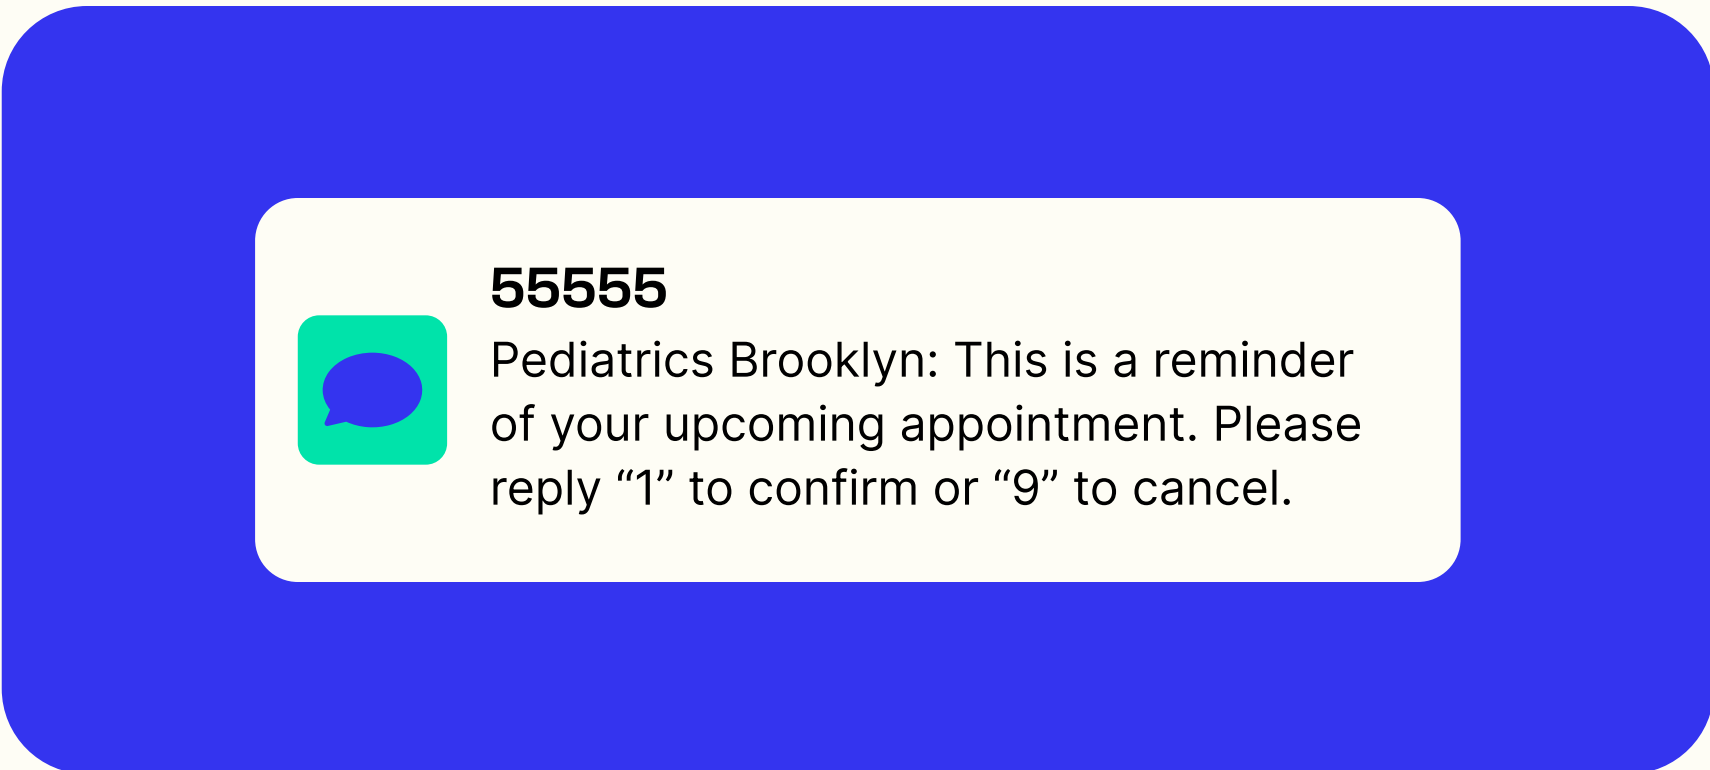 55555
Pediatrics Brooklyn: This is a reminder
of your upcoming appointment. Please
reply “1” to confirm or “9” to cancel.